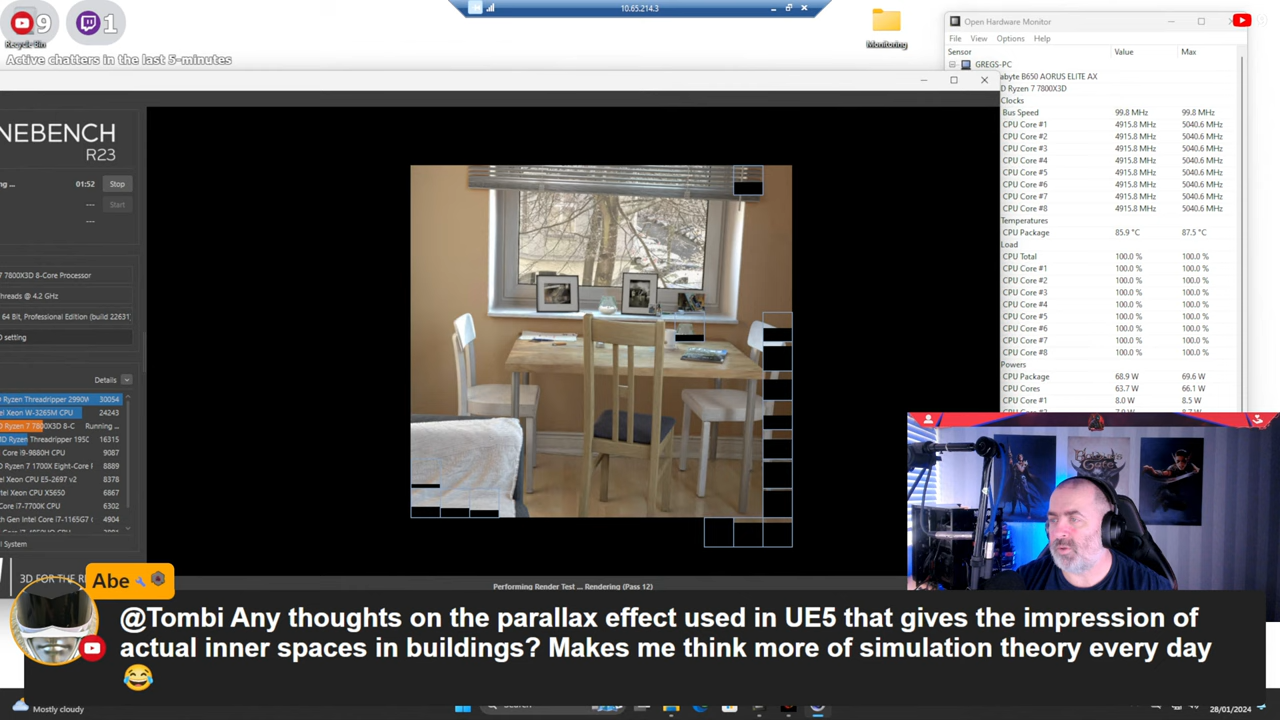 9
1
Recycle Bin
Active chatters in the last 5-minutes
10.65.214.3
Monitoring
Open Hardware Monitor
File View Options Help
Sensor Value Max
GREGS-PC
abyte B650 AORUS ELITE AX
D Ryzen 7 7800X3D
Clocks
Bus Speed 99.8 MHz 99.8 MHz
CPU Core #1 4915.8 MHz 5040.6 MHz
CPU Core #2 4915.8 MHz 5040.6 MHz
CPU Core #3 4915.8 MHz 5040.6 MHz
CPU Core #4 4915.8 MHz 5040.6 MHz
CPU Core #5 4915.8 MHz 5040.6 MHz
CPU Core #6 4915.8 MHz 5040.6 MHz
CPU Core #7 4915.8 MHz 5040.6 MHz
CPU Core #8 4915.8 MHz 5040.6 MHz
Temperatures
CPU Package 85.9 °C 87.5 °C
Load
CPU Total 100.0 % 100.0 %
CPU Core #1 100.0 % 100.0 %
CPU Core #2 100.0 % 100.0 %
CPU Core #3 100.0 % 100.0 %
CPU Core #4 100.0 % 100.0 %
CPU Core #5 100.0 % 100.0 %
CPU Core #6 100.0 % 100.0 %
CPU Core #7 100.0 % 100.0 %
CPU Core #8 100.0 % 100.0 %
Powers
CPU Package 68.9 W 69.6 W
CPU Cores 63.7 W 66.1 W
CPU Core #1 8.0 W 8.5 W
NEBENCH
R23
ng ... 01:52 Stop
--- Start
---
7 7800X3D 8-Core Processor
hreads @ 4.2 GHz
64 Bit, Professional Edition (build 22631)
D setting
Details
D Ryzen Threadripper 2990W 30054
tel Xeon W-3265M CPU 24243
D Ryzen 7 7800X3D 8-C Running ...
D Ryzen Threadripper 195 16315
Core i9-9880H CPU 9087
D Ryzen 7 1700X Eight-Core 8889
tel Xeon CPU E5-2697 v2 8378
tel Xeon CPU X5650 6867
Core i7-7700K CPU 6302
th Gen Intel Core i7-1165G7 4904
l System
3D FOR THE RE
Performing Render Test ... Rendering (Pass 12)
Abe
@Tombi Any thoughts on the parallax effect used in UE5 that gives the impression of
actual inner spaces in buildings? Makes me think more of simulation theory every day
😂
Mostly cloudy
28/01/2024